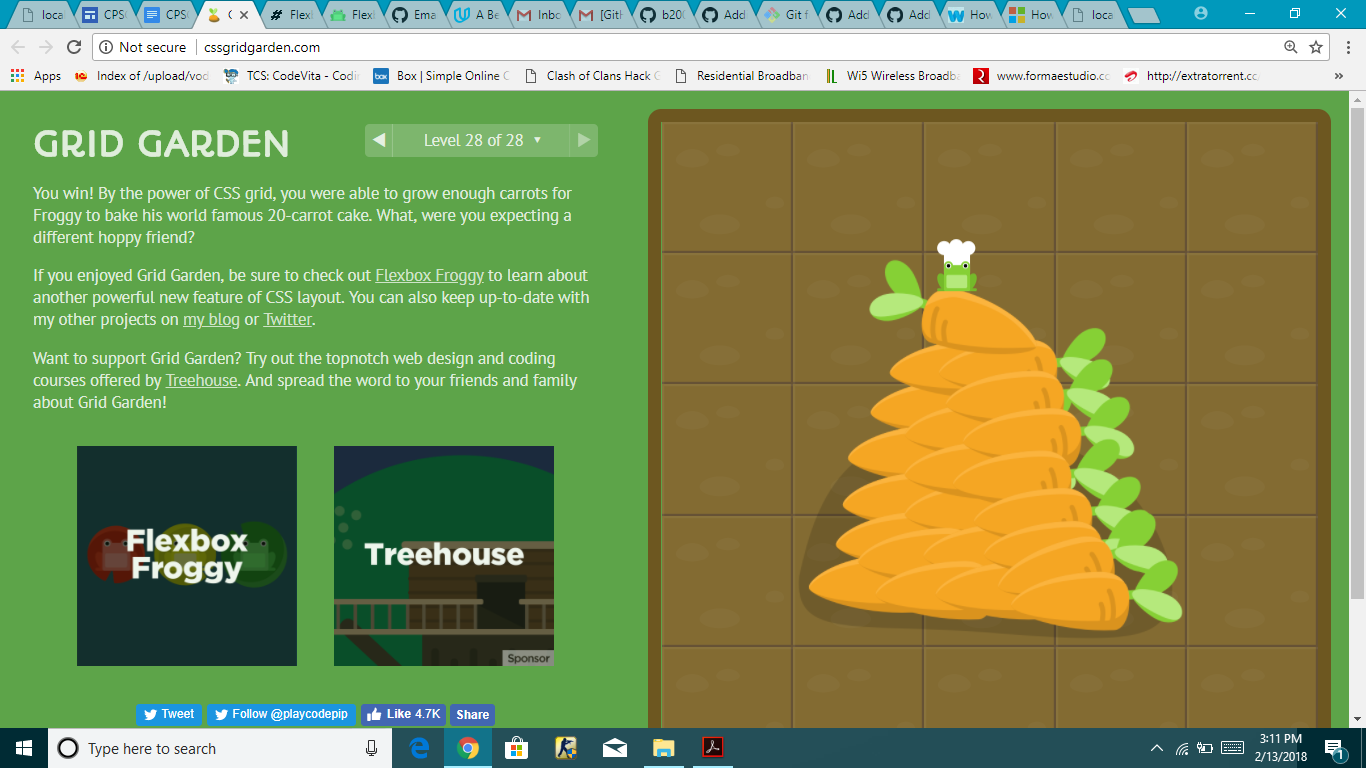 loca
CPS
CPS
Flex
Flex
Ema
A Be
Inbo
[Gitl
b200
Add
Git f
Add
Add
How
How
loca
Not secure
cssgridgarden.com
Apps
Index of /upload/vod
TCS: CodeVita - Codin
Box | Simple Online C
Clash of Clans Hack
Residential Broadban
Wi5 Wireless Broadba
www.formaestudio.co
http://extratorrent.cc
GRID GARDEN
Level 28 of 28
You win! By the power of CSS grid, you were able to grow enough carrots for
Froggy to bake his world famous 20-carrot cake. What, were you expecting a
different hoppy friend?
If you enjoyed Grid Garden, be sure to check out Flexbox Froggy to learn about
another powerful new feature of CSS layout. You can also keep up-to-date with
my other projects on my blog or Twitter.
Want to support Grid Garden? Try out the topnotch web design and coding
courses offered by Treehouse. And spread the word to your friends and family
about Grid Garden!
Flexbox
Froggy
Treehouse
Sponsor
Tweet
Follow @playcodepip
Like 4.7K
Share
Type here to search
3:11 PM
2/13/2018
1